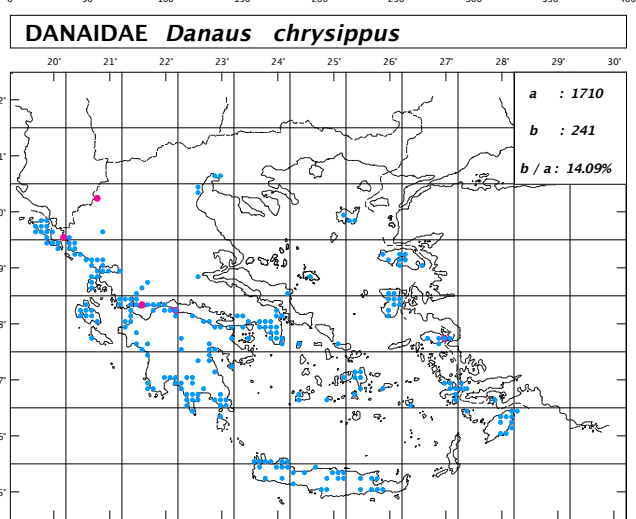 DANAIDAE Danaus chrysippus
20' 21' 22' 23' 24' 25' 26' 27' 28' 29' 30'
a : 1710
b : 241
b / a : 14.09%